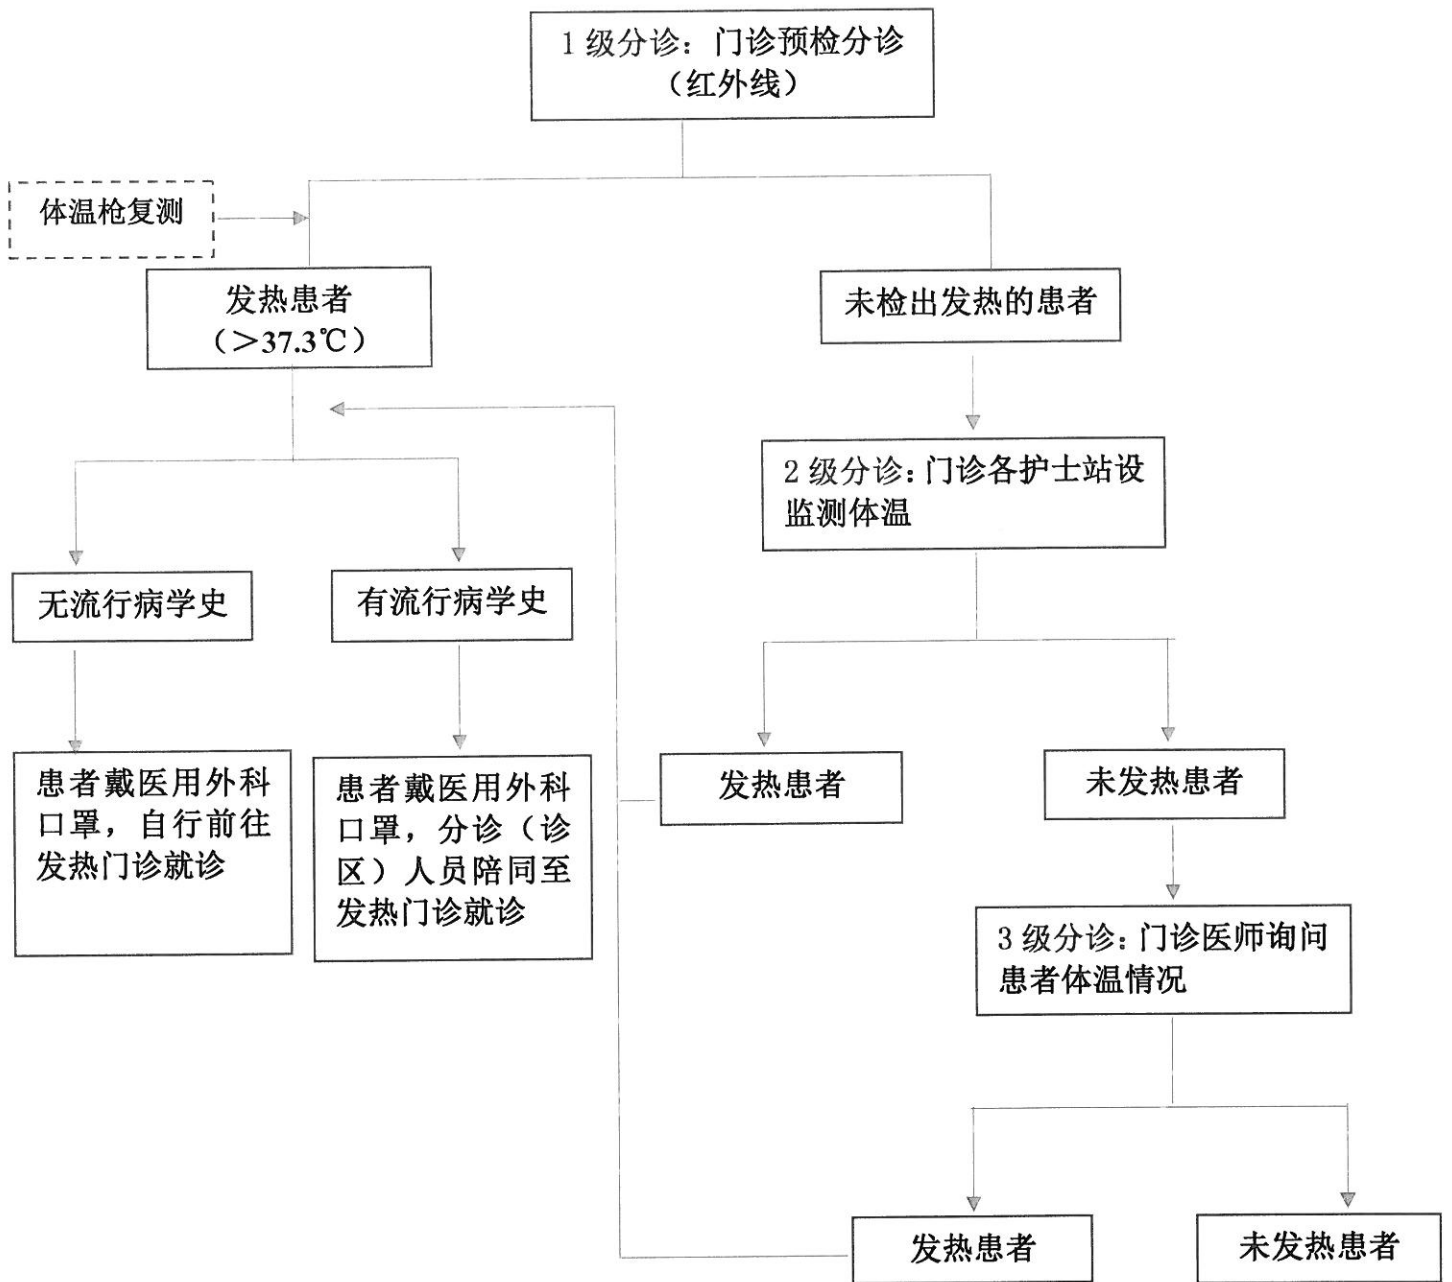 1 级分诊：门诊预检分诊
（红外线）
体温枪复测
发热患者
（＞37.3℃）
未检出发热的患者
2 级分诊：门诊各护士站设
监测体温
无流行病学史
有流行病学史
患者戴医用外科
口罩，自行前往
发热门诊就诊
患者戴医用外科
口罩，分诊（诊
区）人员陪同至
发热门诊就诊
发热患者
未发热患者
3 级分诊：门诊医师询问
患者体温情况
发热患者
未发热患者